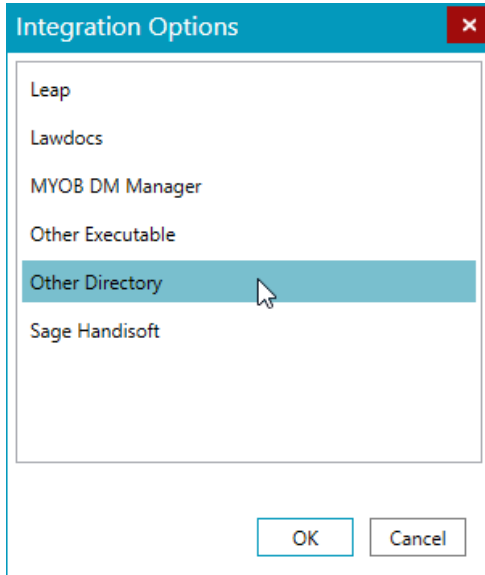 Integration Options
Leap
Lawdocs
MYOB DM Manager
Other Executable
Other Directory
Sage Handisoft
OK Cancel